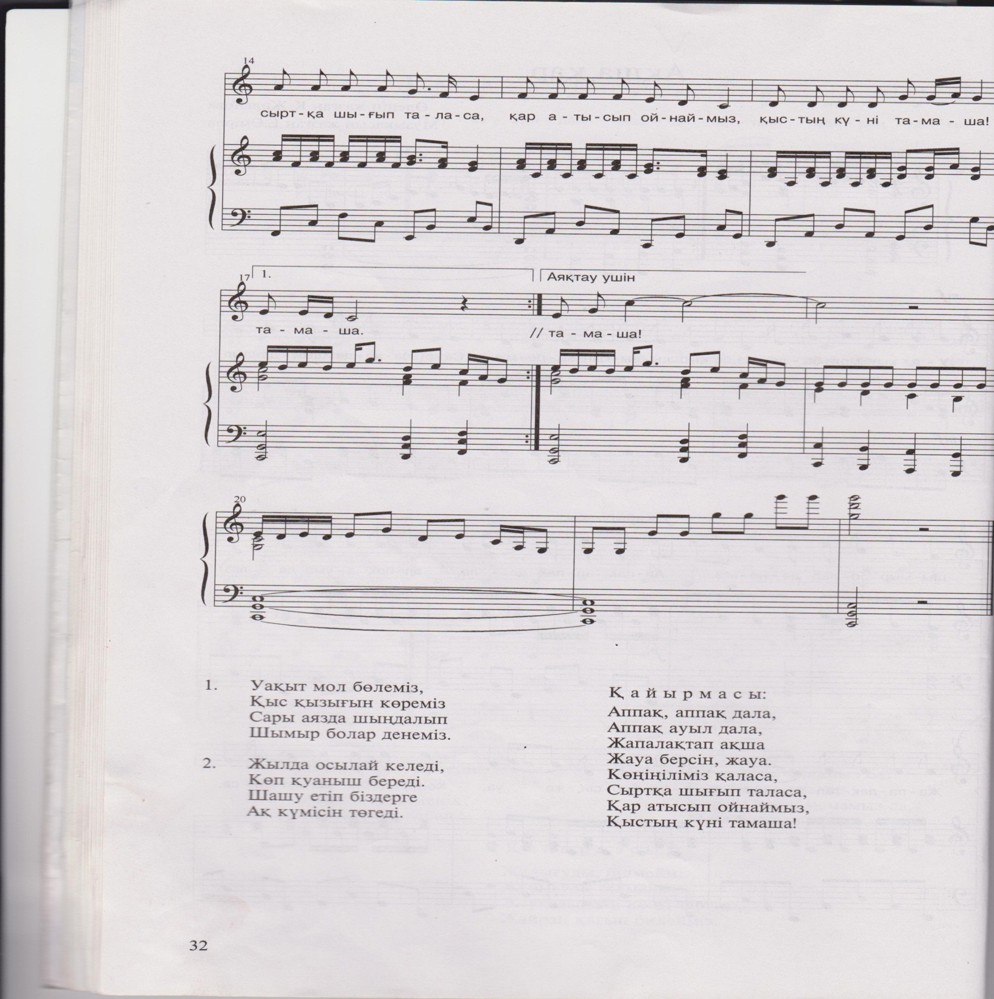 14
сырт-қа шы-ғып та-ла-са, қар а-ты-сып ой-най-мыз, қыс-тың кү-ні та-ма-ша!
17 1. Аяқтау ушін
та-ма-ша. // та-ма-ша!
20
1. Уақыт мол бөлеміз,
Қыс қызығын көреміз
Сары аязда шыңдалып
Шымыр болар денеміз.
2. Жылда осылай келеді,
Көп қуаныш береді.
Шашу етіп біздерге
Ақ күмісін төгеді.
Қайырмасы:
Аппақ, аппақ дала,
Аппақ ауыл дала,
Жапалақтап ақша
Жауа берсін, жауа.
Көңіңіліміз қаласа,
Сыртқа шығып таласа,
Қар атысып ойнаймыз,
Қыстың күні тамаша!
32